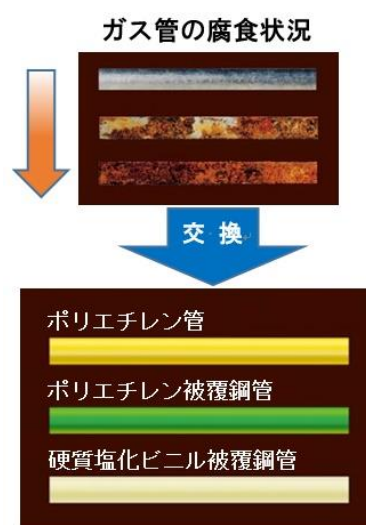 ガス管の腐食状況
交 換
ポリエチレン管
ポリエチレン被覆鋼管
硬質塩化ビニル被覆鋼管